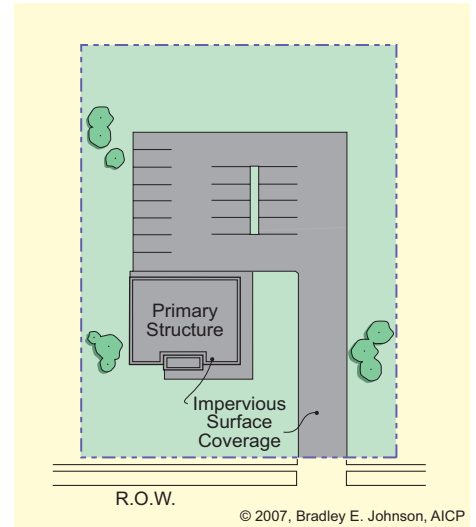 Primary
Structure
Impervious
Surface
Coverage
R.O.W.
© 2007, Bradley E. Johnson, AICP